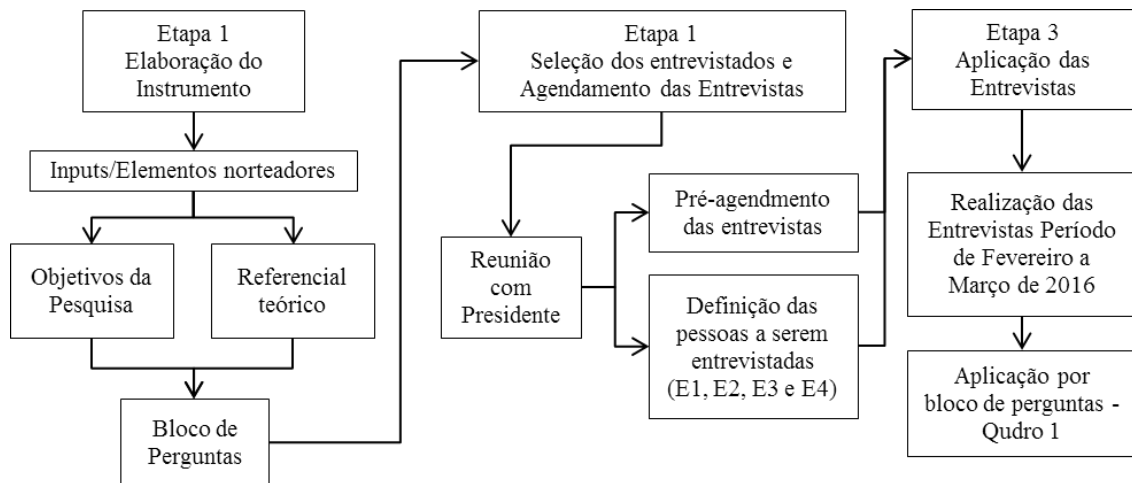 Etapa 1
Elaboração do
Instrumento
Inputs/Elementos norteadores
Objetivos da
Pesquisa
Referencial
teórico
Bloco de
Perguntas
Etapa 1
Seleção dos entrevistados e
Agendamento das Entrevistas
Reunião
com
Presidente
Pré-agendmento
das entrevistas
Definição das
pessoas a serem
entrevistadas
(E1, E2, E3 e E4)
Etapa 3
Aplicação das
Entrevistas
Realização das
Entrevistas Período
de Fevereiro a
Março de 2016
Aplicação por
bloco de perguntas -
Qudro 1